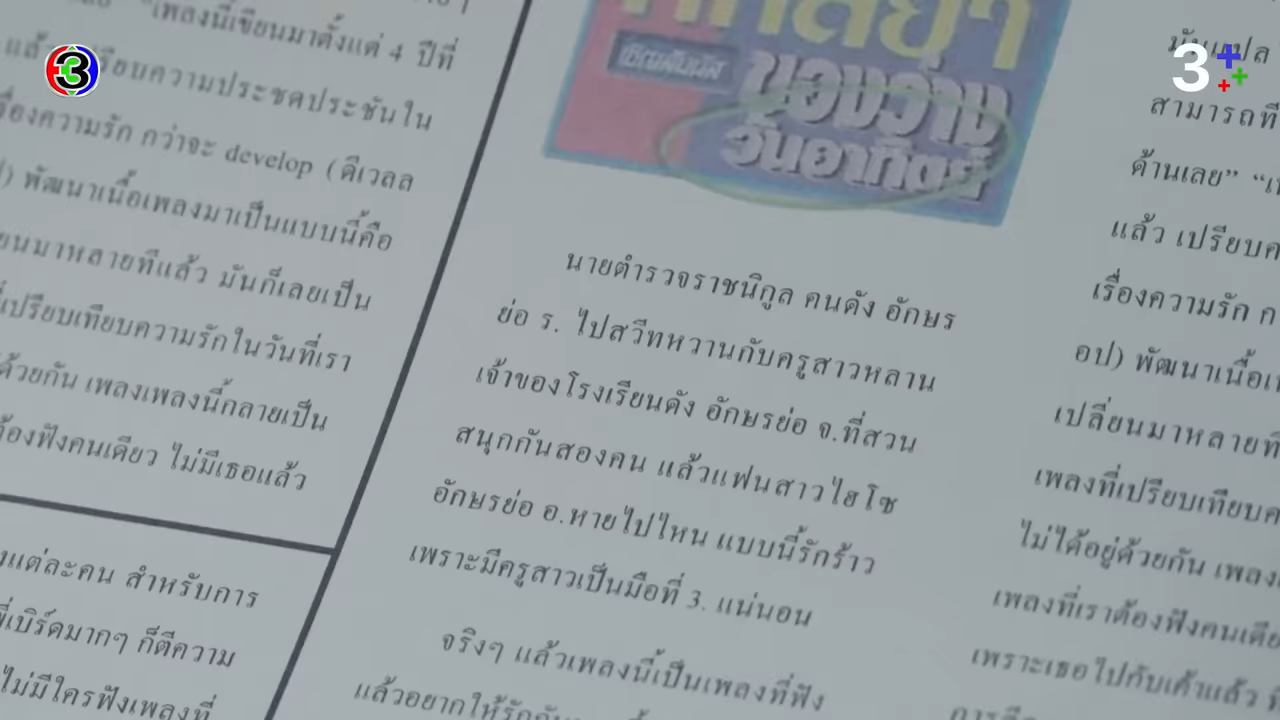 "เพลงนี้เขียนมาตั้งแต่ 4 ปีที่
แล้ว เปรียบความประชดประชันใน
เรื่องความรัก กว่าจะ develop (ดีเวลล
) พัฒนาเนื้อเพลงมาเป็นแบบนี้คือ
ยนมาหลายทีแล้ว มันก็เลยเป็น
เปรียบเทียบความรักในวันที่เรา
ด้วยกัน เพลงเพลงนี้กลายเป็น
ต้องฟังคนเดียว ไม่มีเธอแล้ว
แต่ละคน สำหรับการ
เบิร์ดมากๆ ก็ตีความ
ไม่มีใครฟังเพลงที่
3
3
ของว่าง
วันอาทิตย์
นายตำรวจราชนิกูล คนดัง อักษร
ย่อ ร. ไปสวีทหวานกับครูสาวหลาน
เจ้าของโรงเรียนดัง อักษรย่อ จ.ที่สวน
สนุกกันสองคน แล้วแฟนสาวไฮโซ
อักษรย่อ อ.หายไปไหน แบบนี้รักร้าว
เพราะมีครูสาวเป็นมือที่ 3. แน่นอน
จริงๆ แล้วเพลงนี้เป็นเพลงที่ฟัง
แล้วอยากให้รักกัน
สามารถที่
ด้านเลย"
แล้ว เปรียบค
เรื่องความรัก ก
อป) พัฒนาเนื้อเ
เปลี่ยนมาหลายที
เพลงที่เปรียบเทียบค
ไม่ได้อยู่ด้วยกัน เพลง
เพลงที่เราต้องฟังคนเดีย
เพราะเธอไปกับเค้าแล้ว